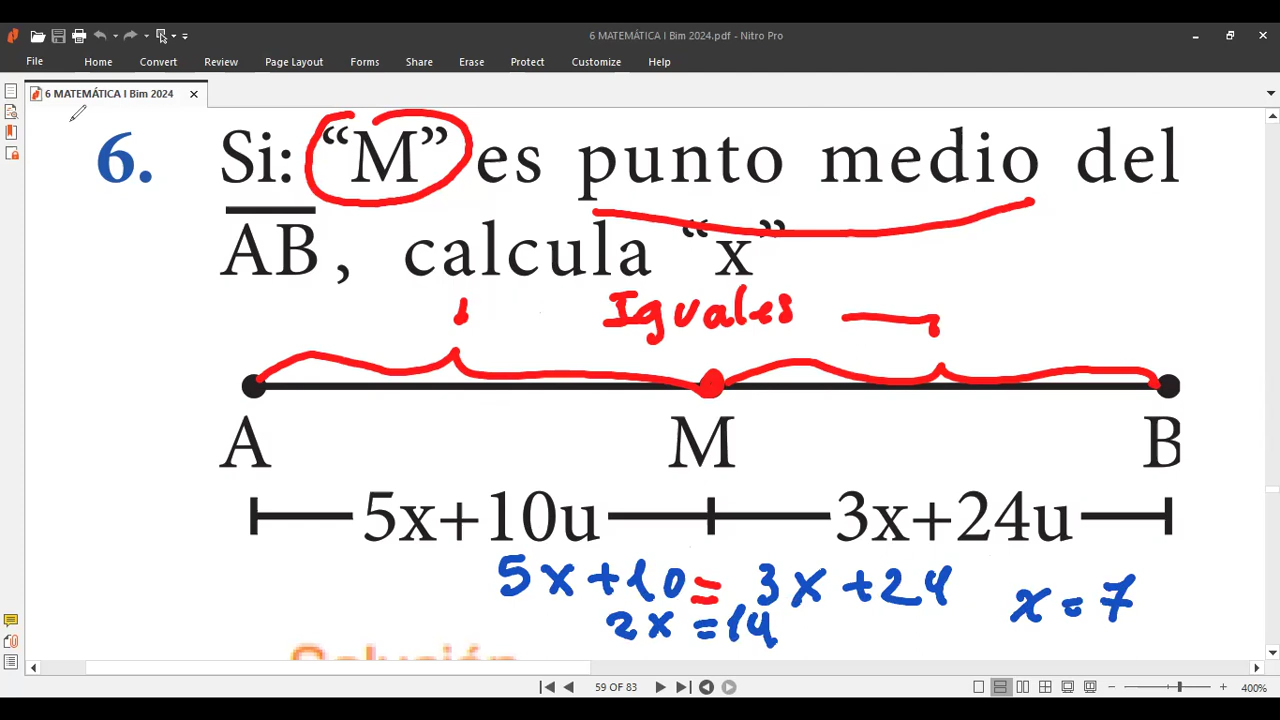 6 MATEMÁTICA I Bim 2024.pdf - Nitro Pro
File Home Convert Review Page Layout Forms Share Erase Protect Customize Help
6 MATEMÁTICA I Bim 2024
6. Si: “M” es punto medio del
AB, calcula “x”
Iguales
A M B
5x+10u 3x+24u
5x+10 = 3x+24
2x = 14
x = 7
Solución
59 OF 83
400%